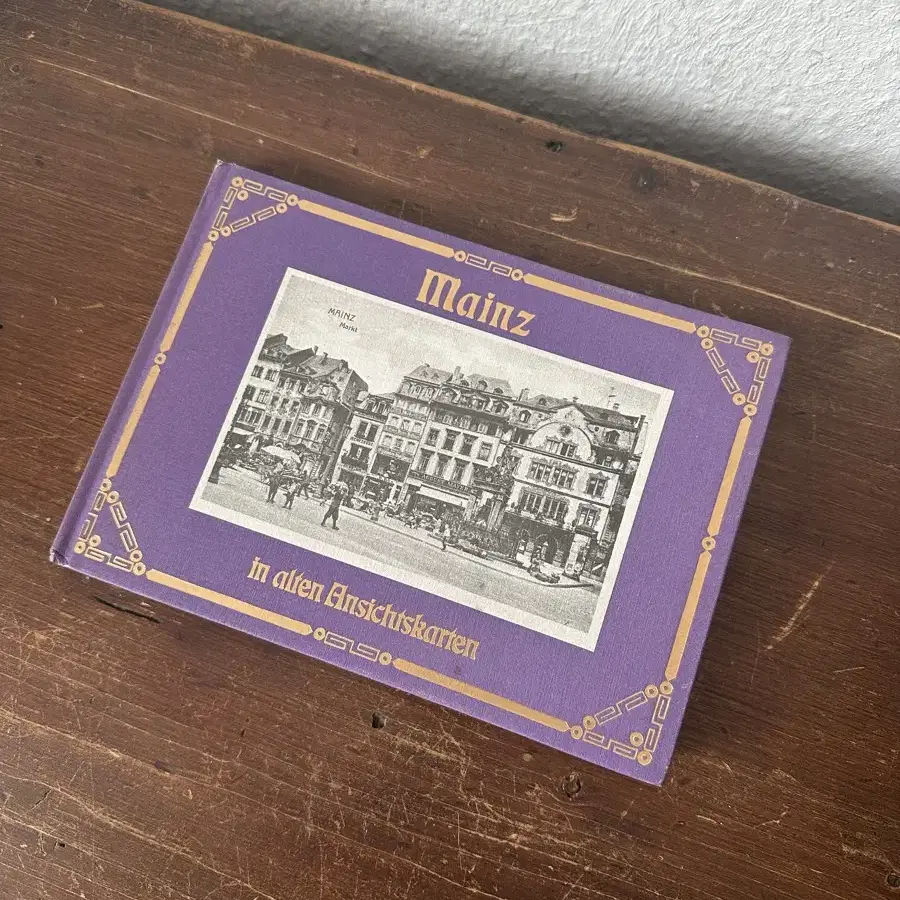 Mainz
MAINZ
Markt
in alten Ansichtskarten